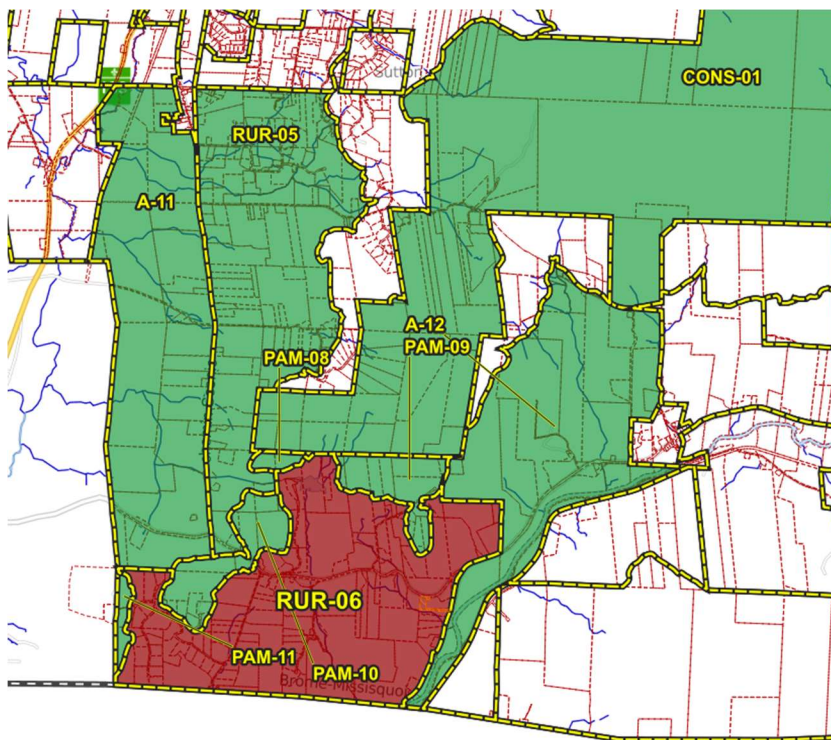 Sutton
CONS-01
RUR-05
A-11
A-12
PAM-08
PAM-09
RUR-06
PAM-11
PAM-10
Brome-Missisquoi